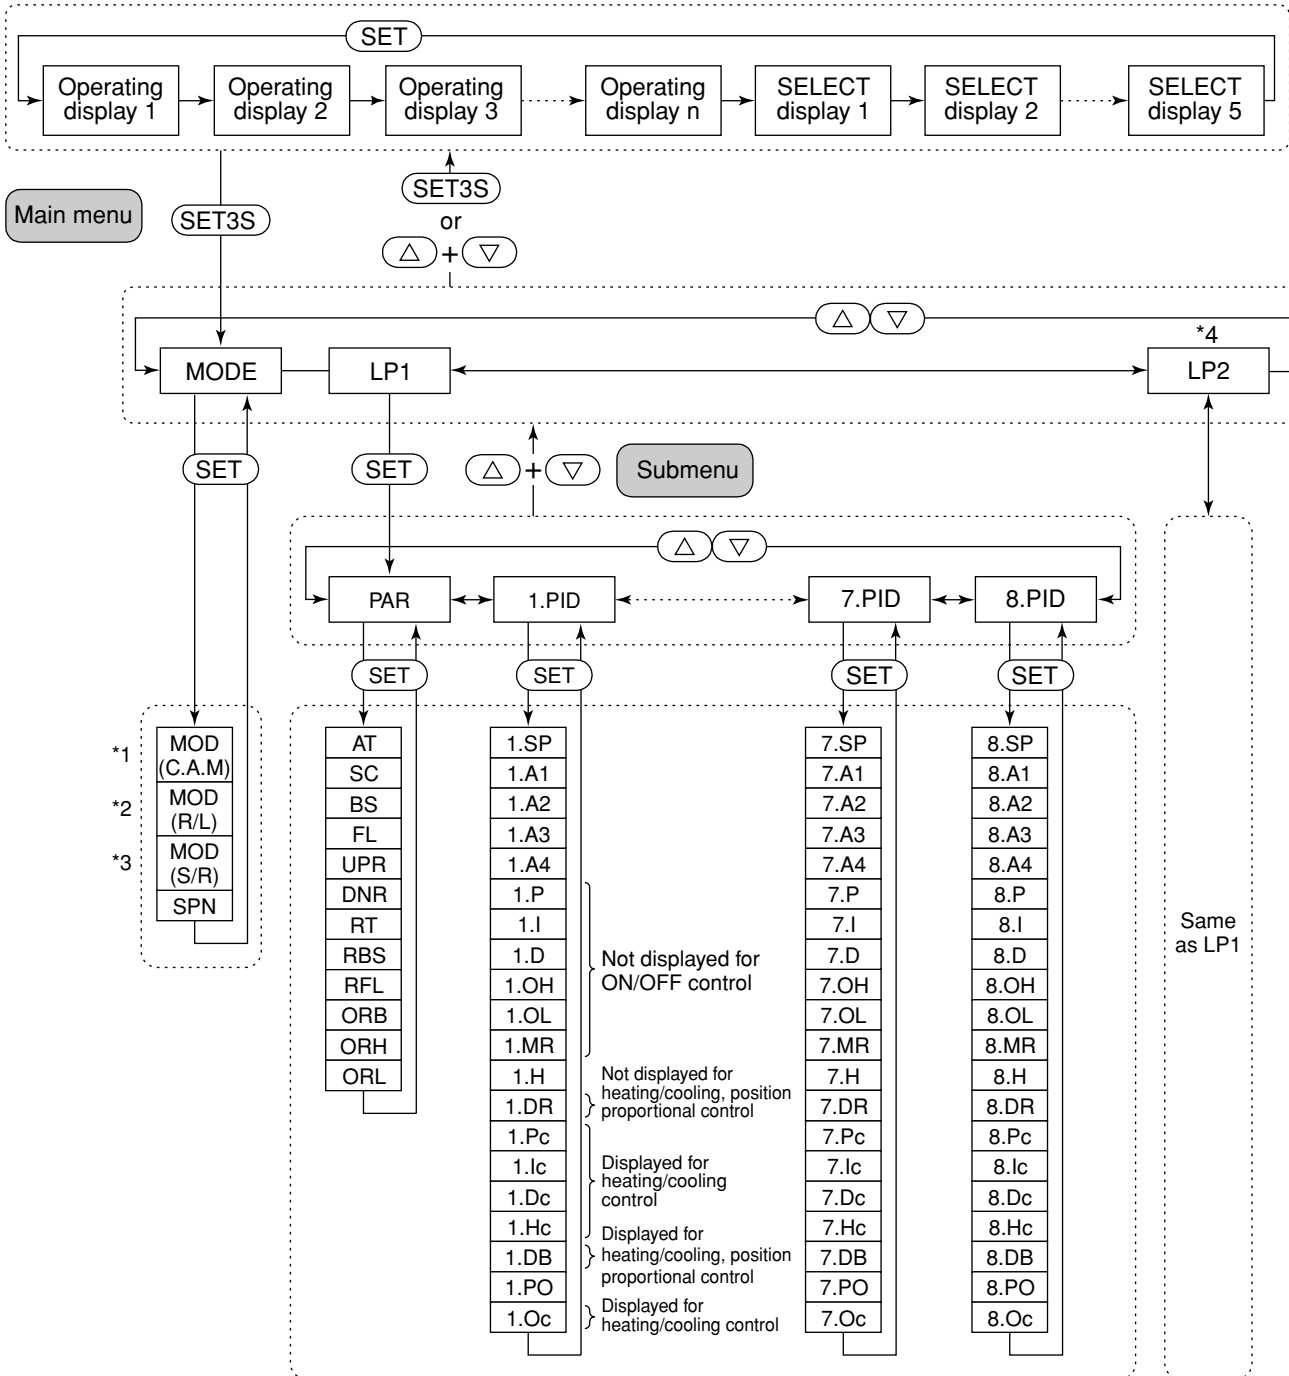 SET
Operating
display 1
Operating
display 2
Operating
display 3
Operating
display n
SELECT
display 1
SELECT
display 2
SELECT
display 5
Main menu
SET3S
SET3S
or
△ + ▽
△ ▽
*4
MODE
LP1
LP2
SET
SET
△ + ▽
Submenu
△ ▽
PAR
1.PID
7.PID
8.PID
SET
SET
SET
SET
*1
MOD
(C.A.M)
*2
MOD
(R/L)
*3
MOD
(S/R)
SPN
AT
SC
BS
FL
UPR
DNR
RT
RBS
RFL
ORB
ORH
ORL
1.SP
1.A1
1.A2
1.A3
1.A4
1.P
1.I
1.D
1.OH
1.OL
1.MR
1.H
1.DR
1.Pc
1.Ic
1.Dc
1.Hc
1.DB
1.PO
1.Oc
Not displayed for
ON/OFF control
Not displayed for
heating/cooling, position
proportional control
Displayed for
heating/cooling
control
Displayed for
heating/cooling, position
proportional control
Displayed for
heating/cooling control
7.SP
7.A1
7.A2
7.A3
7.A4
7.P
7.I
7.D
7.OH
7.OL
7.MR
7.H
7.DR
7.Pc
7.Ic
7.Dc
7.Hc
7.DB
7.PO
7.Oc
8.SP
8.A1
8.A2
8.A3
8.A4
8.P
8.I
8.D
8.OH
8.OL
8.MR
8.H
8.DR
8.Pc
8.Ic
8.Dc
8.Hc
8.DB
8.PO
8.Oc
Same
as LP1